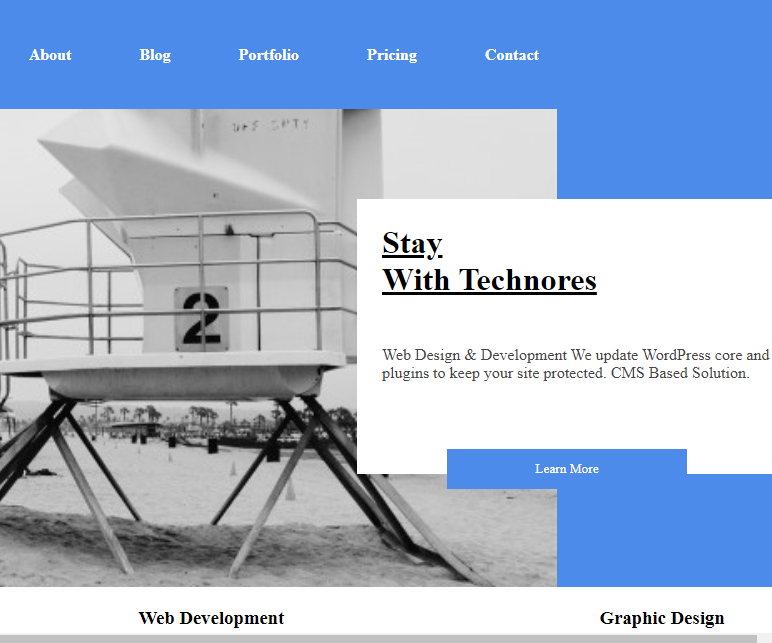 About Blog Portfolio Pricing Contact
2
Stay
With Technores
Web Design & Development We update WordPress core and
plugins to keep your site protected. CMS Based Solution.
Learn More
Web Development Graphic Design